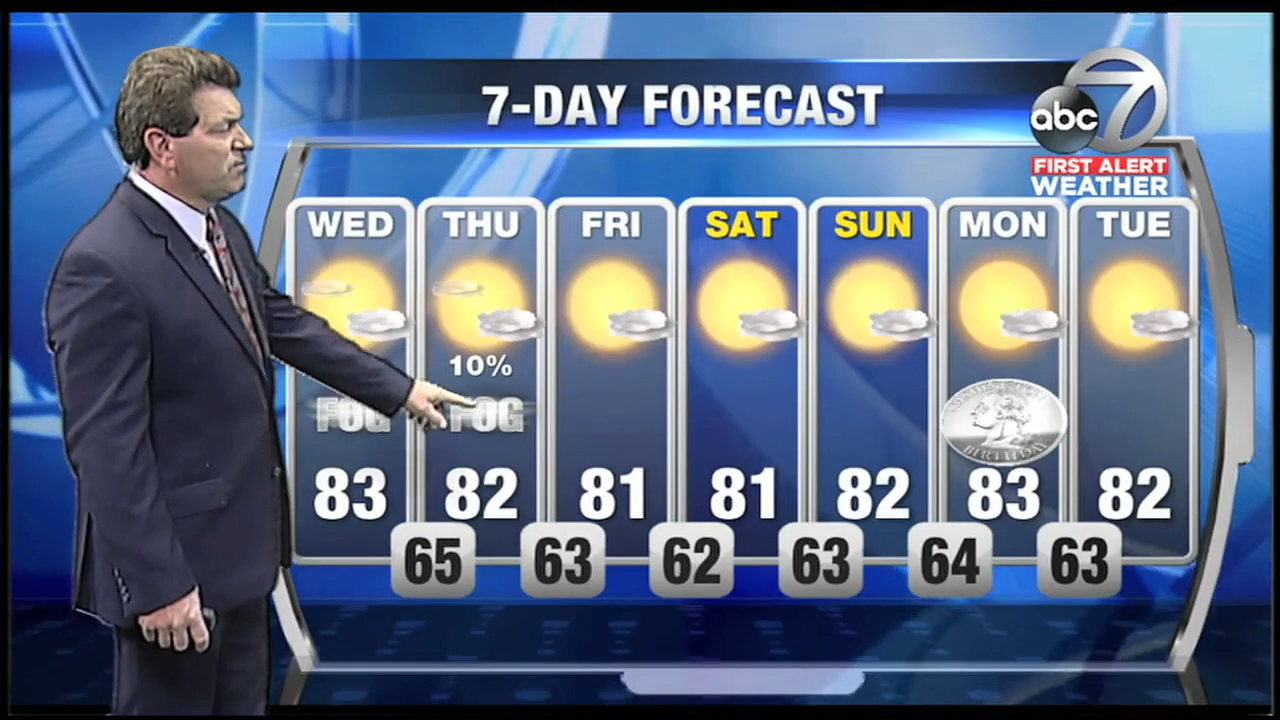 7-DAY FORECAST
abc 7
FIRST ALERT
WEATHER
WED THU FRI SAT SUN MON TUE
10%
FOG FOG
BIRTHDAY
83 82 81 81 82 83 82
65 63 62 63 64 63